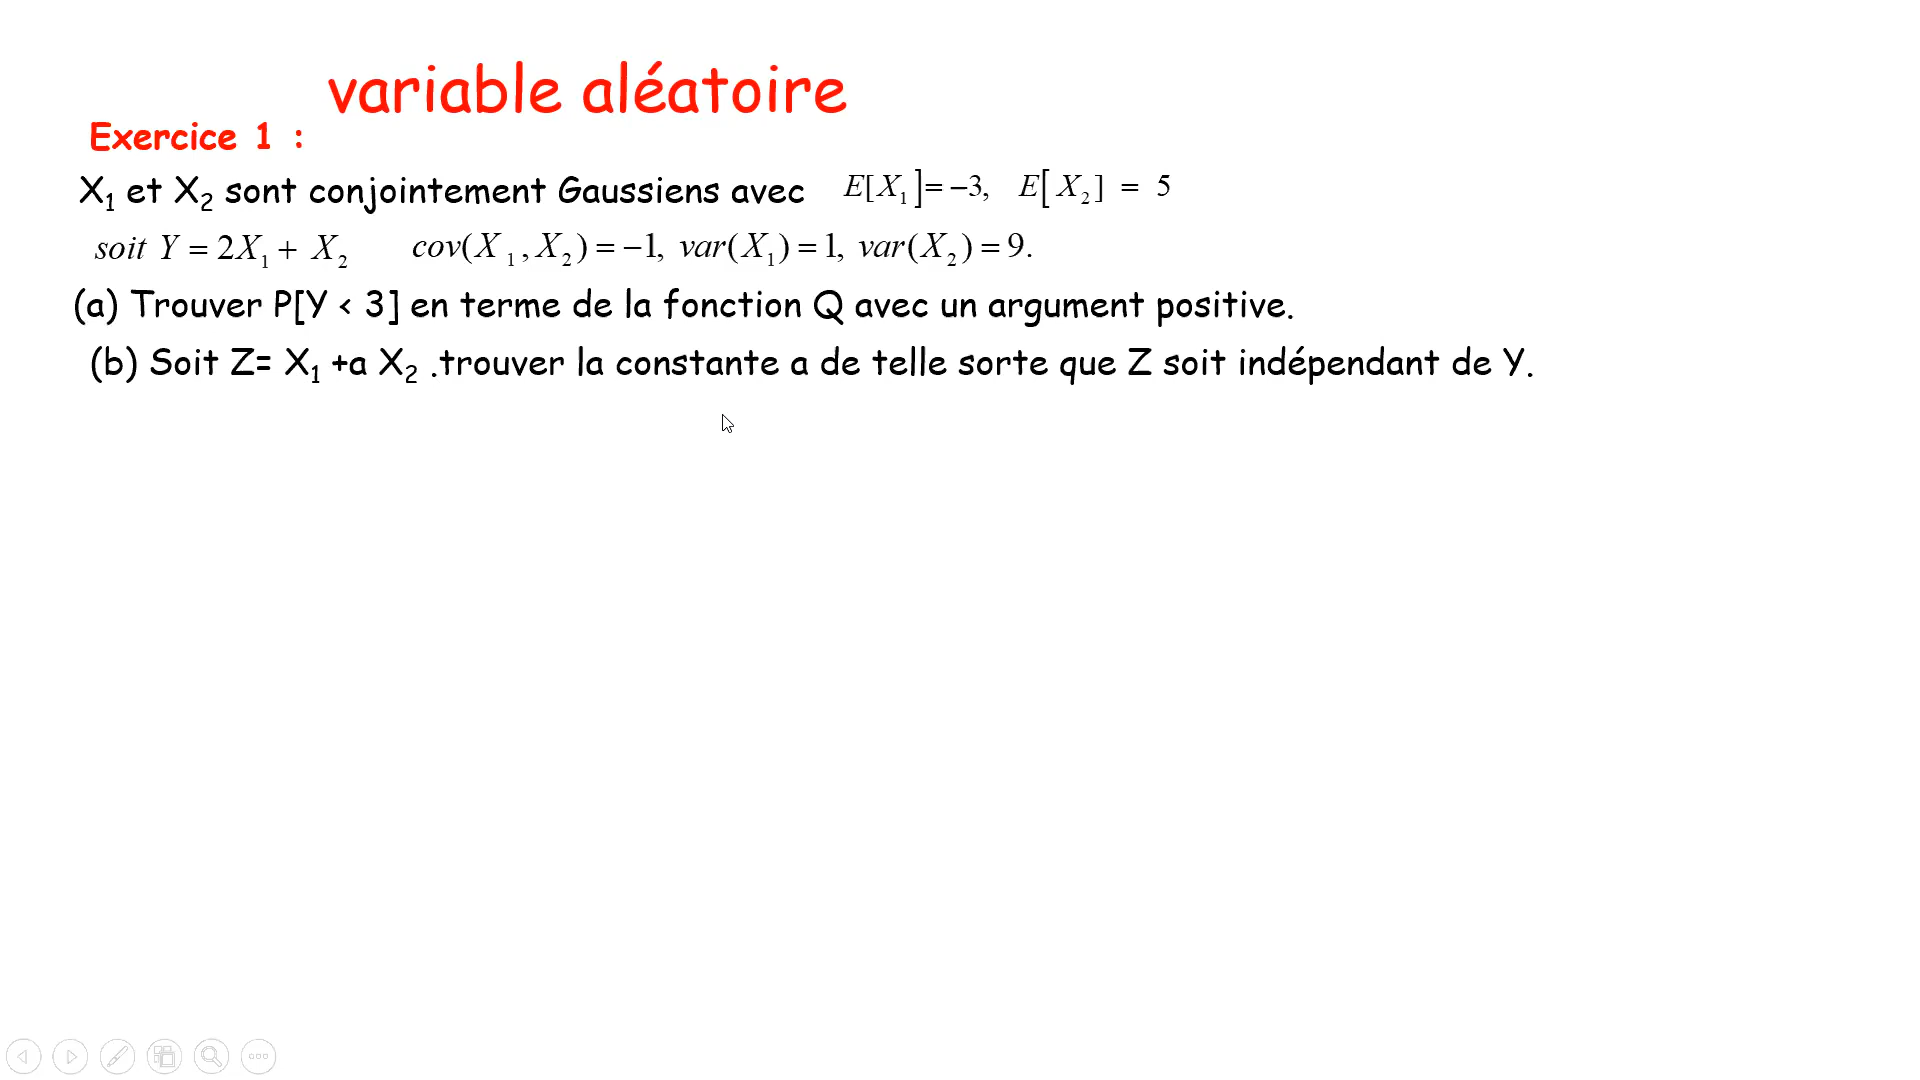 variable aléatoire
Exercice 1 :
X₁ et X₂ sont conjointement Gaussiens avec E[X₁]= −3, E[X₂] = 5
soit Y = 2X₁ + X₂ cov(X₁, X₂) = −1, var(X₁) = 1, var(X₂) = 9.
(a) Trouver P[Y < 3] en terme de la fonction Q avec un argument positive.
(b) Soit Z= X₁ +a X₂ .trouver la constante a de telle sorte que Z soit indépendant de Y.